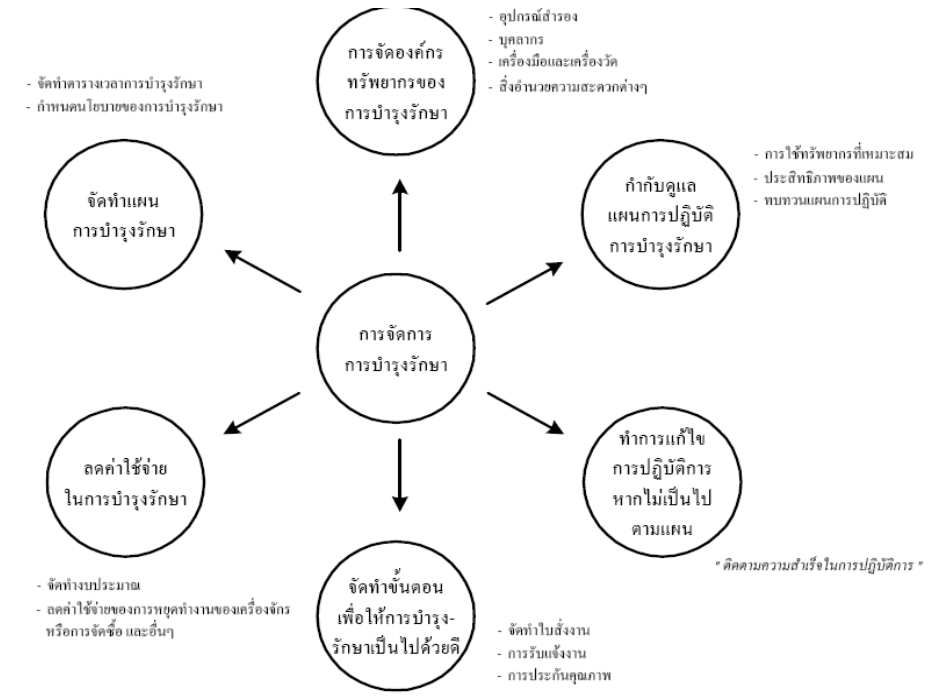 การจัดองค์กร
ทรัพยากรของ
การบำรุงรักษา
- อุปกรณ์สำรอง
- บุคลากร
- เครื่องมือและเครื่องวัด
- สิ่งอำนวยความสะดวกต่างๆ
- จัดทำตารางเวลาการบำรุงรักษา
- กำหนดนโยบายของการบำรุงรักษา
จัดทำแผน
การบำรุงรักษา
กำกับดูแล
แผนการปฏิบัติ
การบำรุงรักษา
- การใช้ทรัพยากรที่เหมาะสม
- ประสิทธิภาพของแผน
- ทบทวนแผนการปฏิบัติ
การจัดการ
การบำรุงรักษา
ลดค่าใช้จ่าย
ในการบำรุงรักษา
- จัดทำงบประมาณ
- ลดค่าใช้จ่ายของการหยุดทำงานของเครื่องจักร
หรือการจัดซื้อ และอื่นๆ
จัดทำขั้นตอน
เพื่อให้การบำรุง-
รักษาเป็นไปด้วยดี
- จัดทำใบสั่งงาน
- การรับแจ้งงาน
- การประกันคุณภาพ
ทำการแก้ไข
การปฏิบัติการ
หากไม่เป็นไป
ตามแผน
" ติดตามความสำเร็จในการปฏิบัติการ "